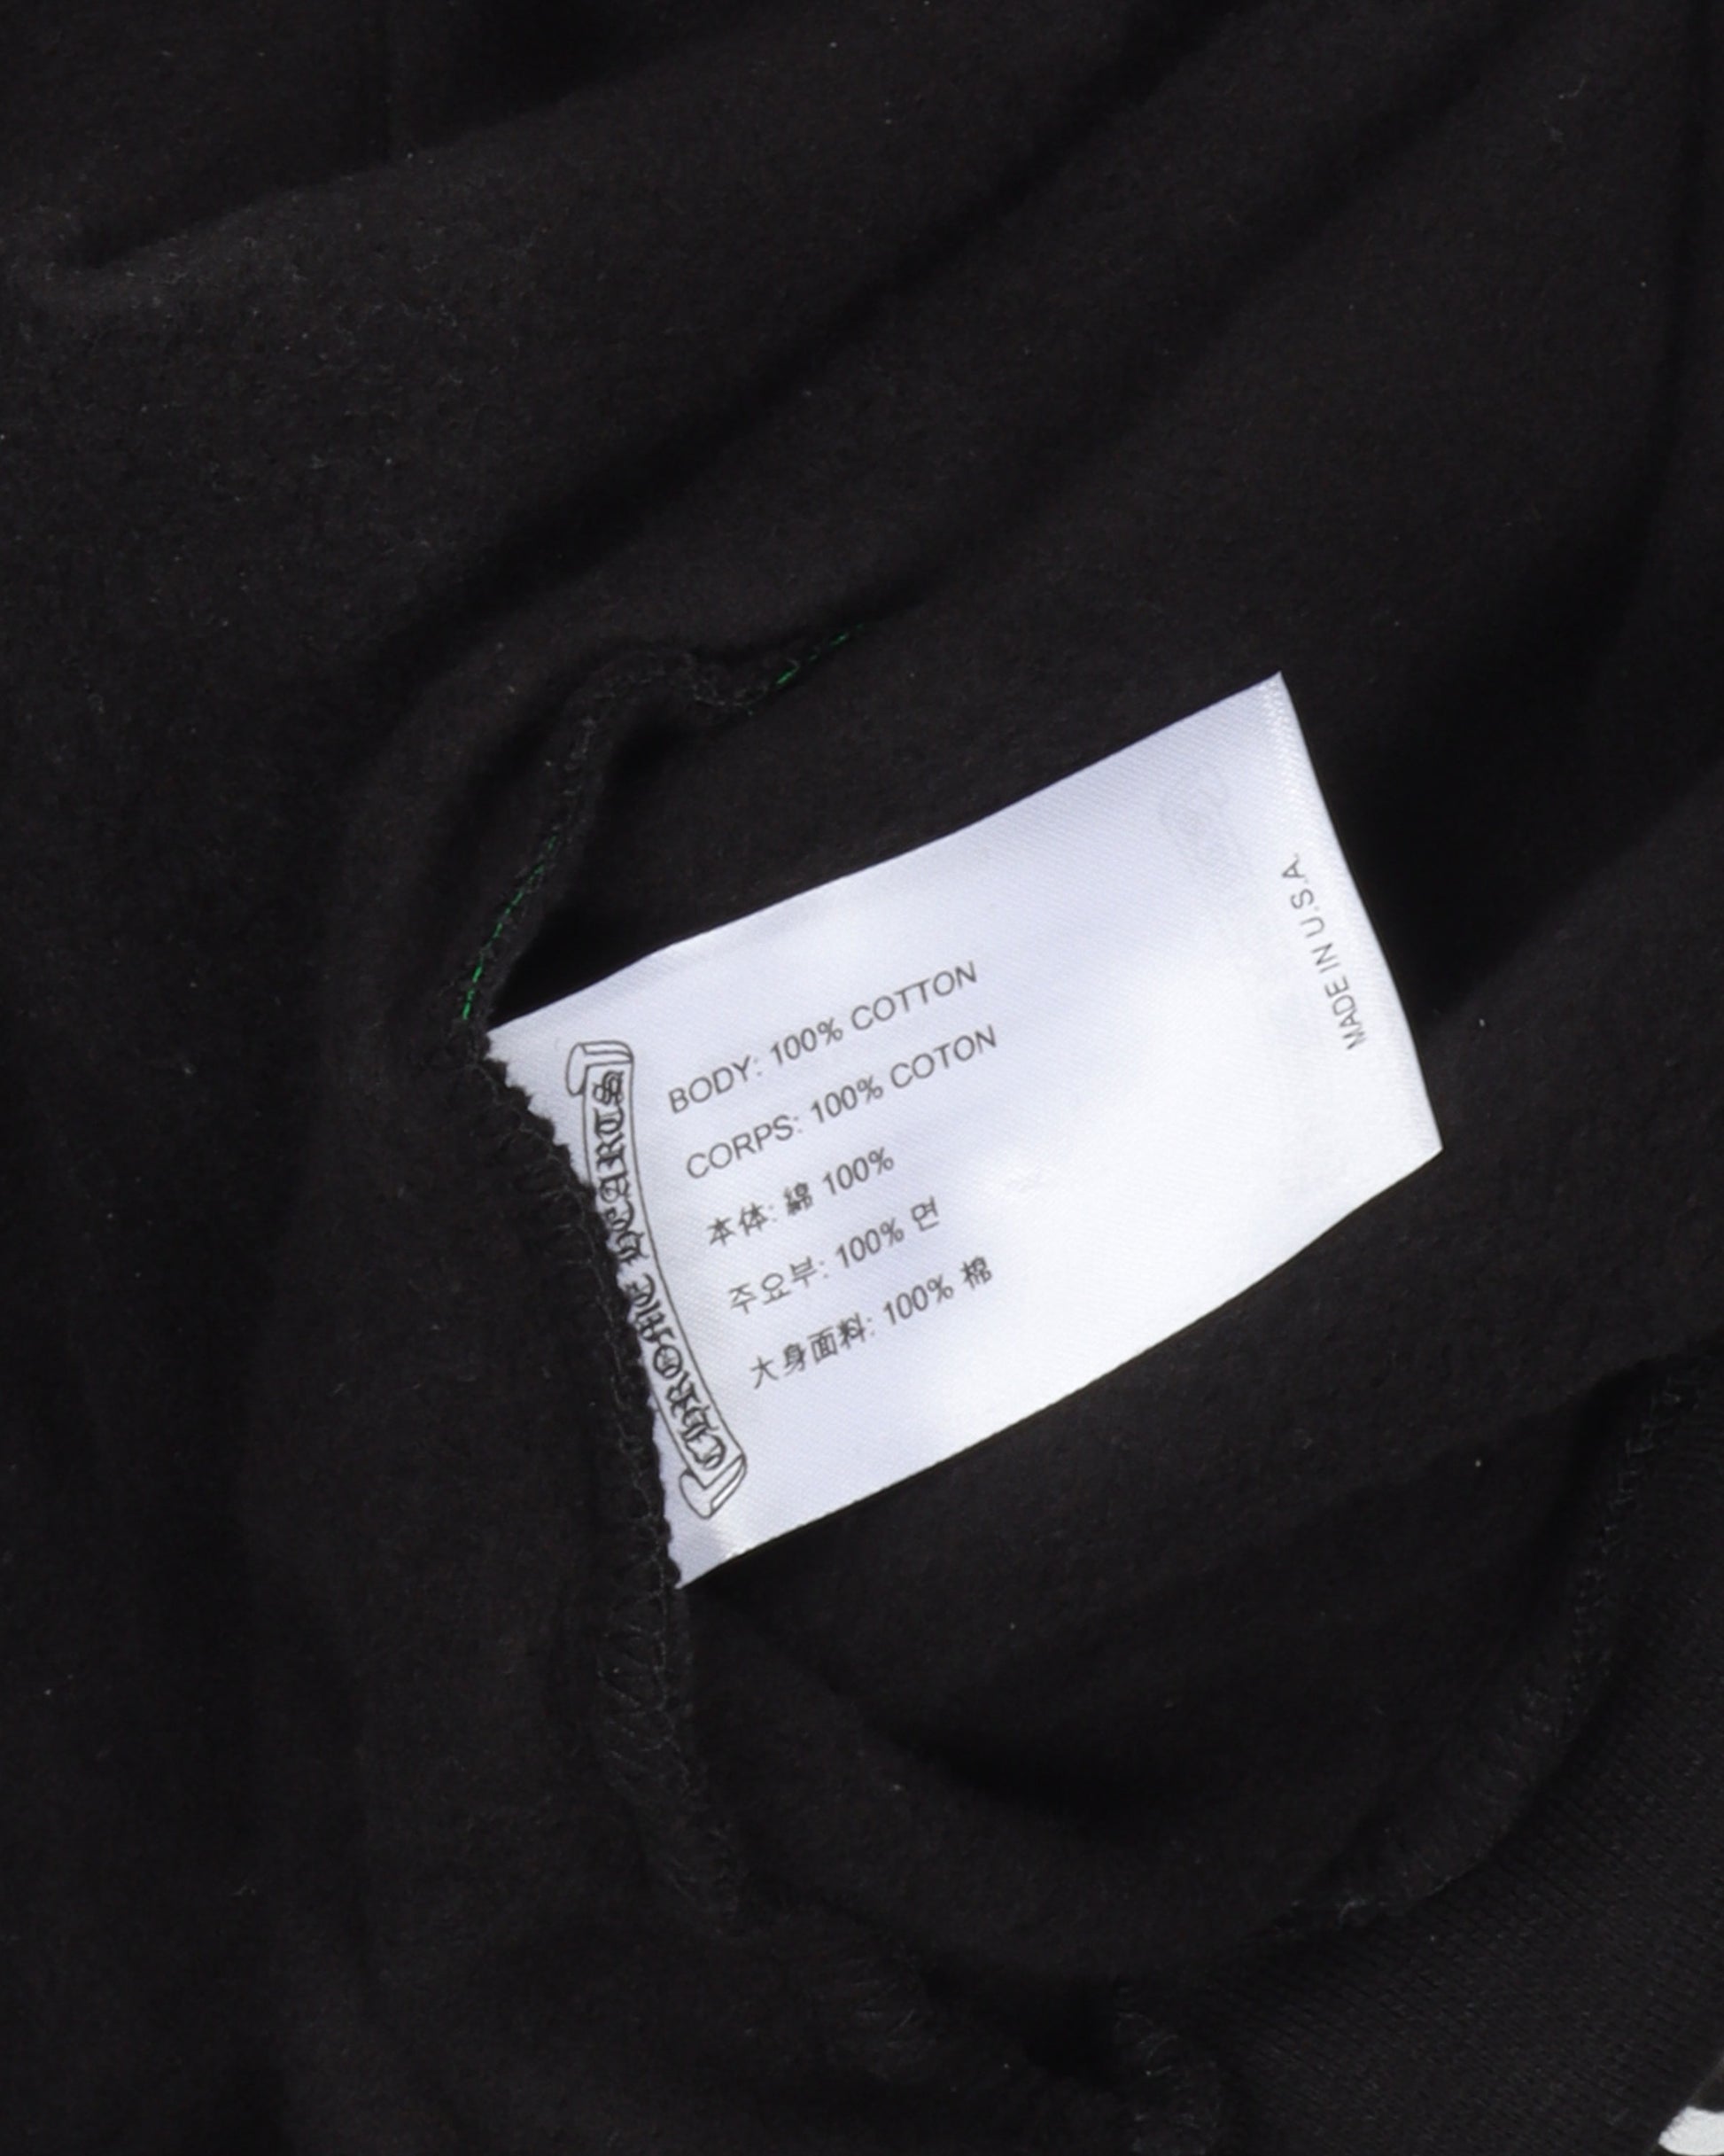 CHROME HEARTS
BODY: 100% COTTON
CORPS: 100% COTON
本体: 綿 100%
주요부: 100% 면
大身面料: 100% 棉
MADE IN U.S.A.